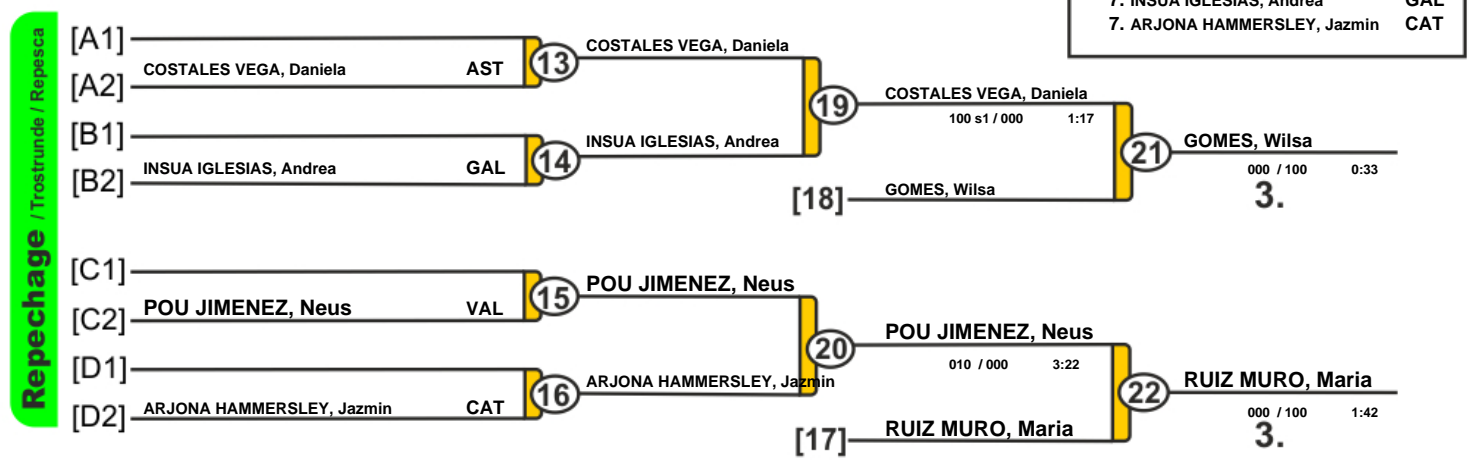 7. INSUA IGLESIAS, Andrea GAL
7. ARJONA HAMMERSLEY, Jazmin CAT
Repechage / Trostrunde / Repesca
[A1]
COSTALES VEGA, Daniela AST
[A2]
13
COSTALES VEGA, Daniela
[B1]
INSUA IGLESIAS, Andrea GAL
[B2]
14
INSUA IGLESIAS, Andrea
19
COSTALES VEGA, Daniela
100 s1 / 000 1:17
[18]
GOMES, Wilsa
21
GOMES, Wilsa
000 / 100 0:33
3.
[C1]
POU JIMENEZ, Neus VAL
[C2]
15
POU JIMENEZ, Neus
[D1]
ARJONA HAMMERSLEY, Jazmin CAT
[D2]
16
ARJONA HAMMERSLEY, Jazmin
20
POU JIMENEZ, Neus
010 / 000 3:22
[17]
RUIZ MURO, Maria
22
RUIZ MURO, Maria
000 / 100 1:42
3.